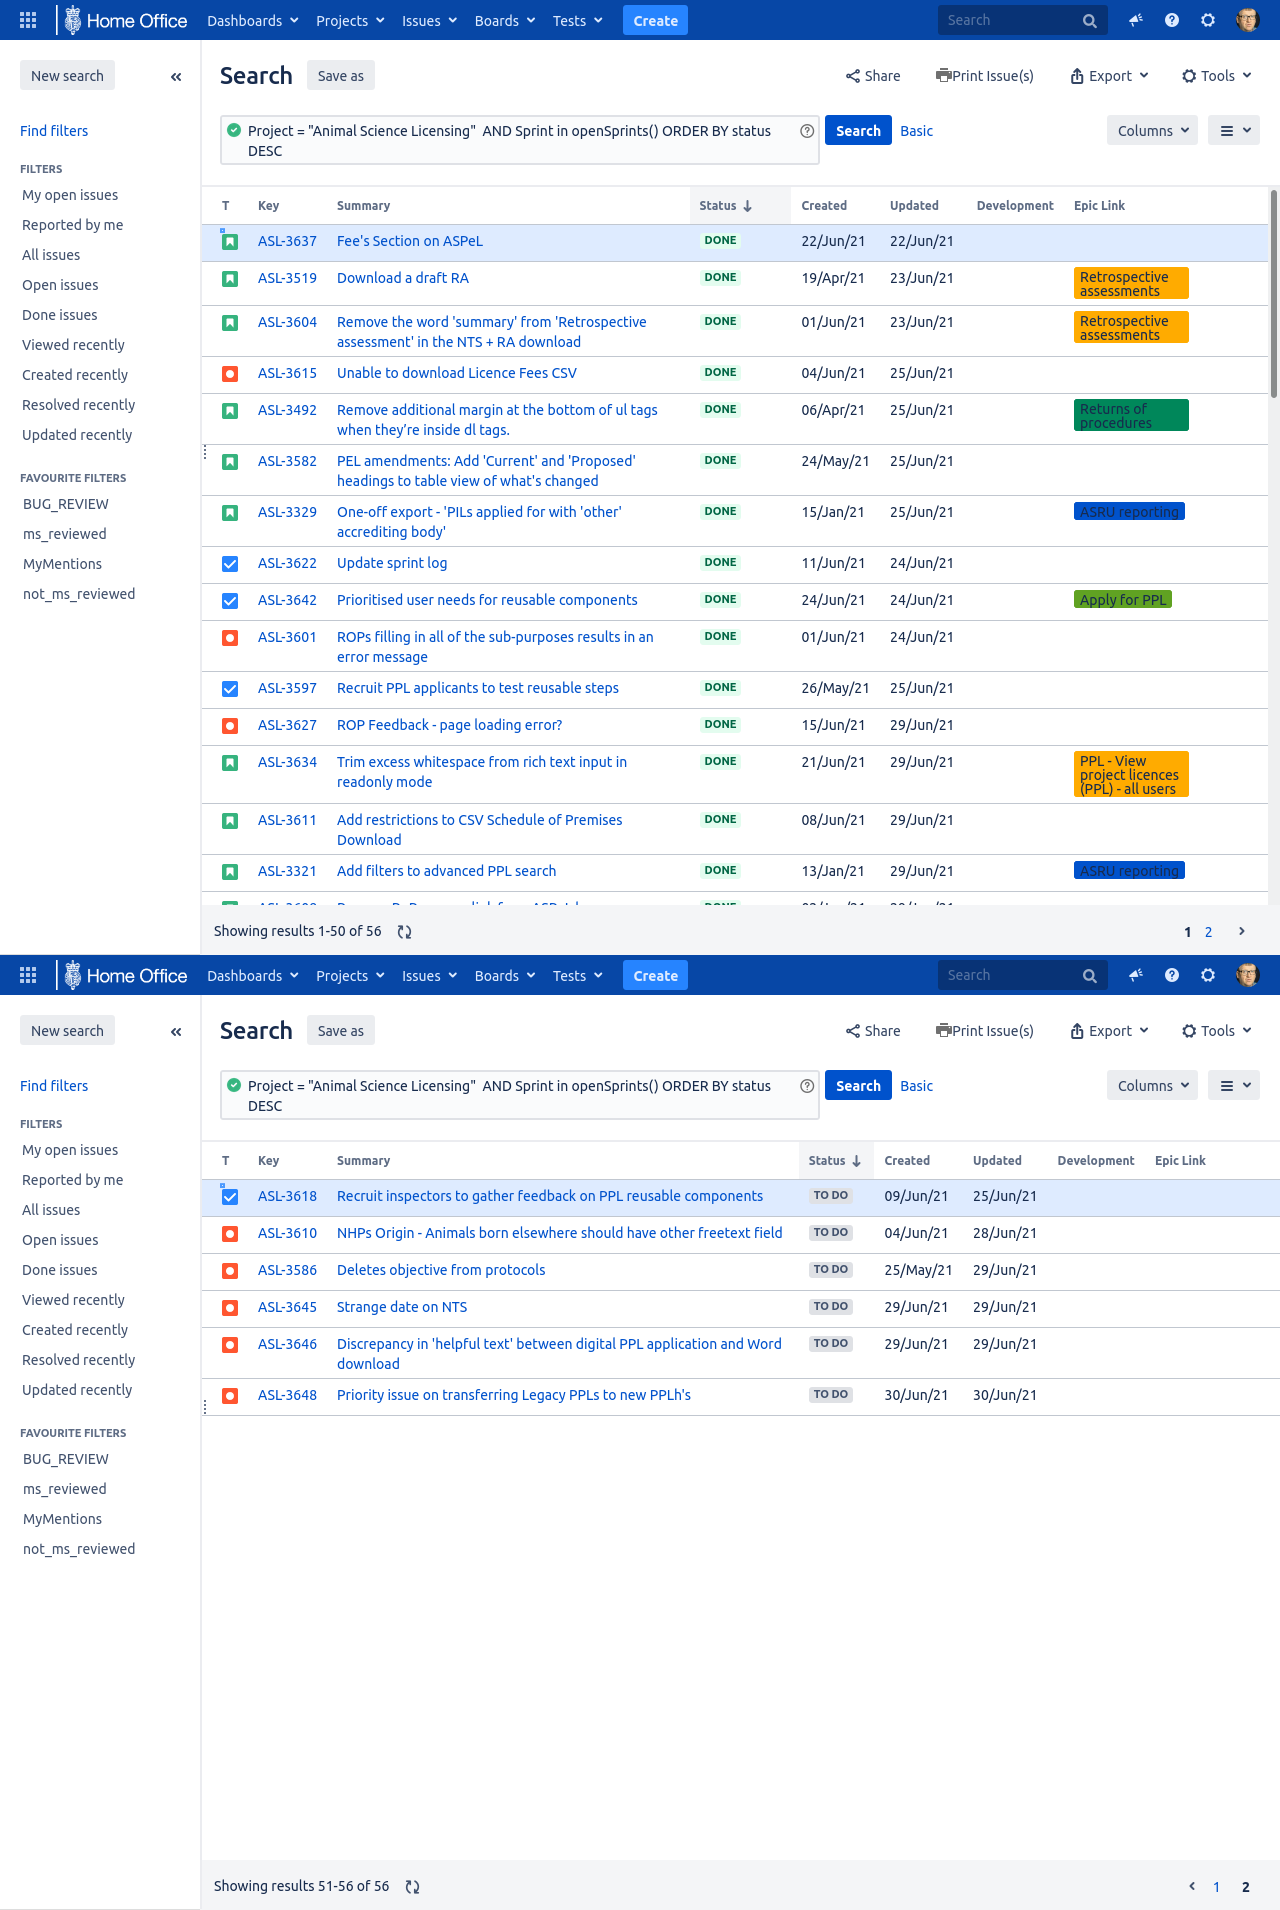 Home Office Dashboards Projects Issues Boards Tests Create Search
New search Search Save as Share Print Issue(s) Export Tools
Find filters
Project = "Animal Science Licensing" AND Sprint in openSprints() ORDER BY status
DESC
Search Basic Columns
FILTERS
My open issues
Reported by me
All issues
Open issues
Done issues
Viewed recently
Created recently
Resolved recently
Updated recently
FAVOURITE FILTERS
BUG_REVIEW
ms_reviewed
MyMentions
not_ms_reviewed
T Key Summary Status Created Updated Development Epic Link
ASL-3637 Fee's Section on ASPeL DONE 22/Jun/21 22/Jun/21
ASL-3519 Download a draft RA DONE 19/Apr/21 23/Jun/21 Retrospective
assessments
ASL-3604 Remove the word 'summary' from 'Retrospective DONE 01/Jun/21 23/Jun/21 Retrospective
assessment' in the NTS + RA download assessments
ASL-3615 Unable to download Licence Fees CSV DONE 04/Jun/21 25/Jun/21
ASL-3492 Remove additional margin at the bottom of ul tags DONE 06/Apr/21 25/Jun/21 Returns of
when they’re inside dl tags. procedures
ASL-3582 PEL amendments: Add 'Current' and 'Proposed' DONE 24/May/21 25/Jun/21
headings to table view of what's changed
ASL-3329 One-off export - 'PILs applied for with 'other' DONE 15/Jan/21 25/Jun/21 ASRU reporting
accrediting body'
ASL-3622 Update sprint log DONE 11/Jun/21 24/Jun/21
ASL-3642 Prioritised user needs for reusable components DONE 24/Jun/21 24/Jun/21 Apply for PPL
ASL-3601 ROPs filling in all of the sub-purposes results in an DONE 01/Jun/21 24/Jun/21
error message
ASL-3597 Recruit PPL applicants to test reusable steps DONE 26/May/21 25/Jun/21
ASL-3627 ROP Feedback - page loading error? DONE 15/Jun/21 29/Jun/21
ASL-3634 Trim excess whitespace from rich text input in DONE 21/Jun/21 29/Jun/21 PPL - View
readonly mode project licences
(PPL) - all users
ASL-3611 Add restrictions to CSV Schedule of Premises DONE 08/Jun/21 29/Jun/21
Download
ASL-3321 Add filters to advanced PPL search DONE 13/Jan/21 29/Jun/21 ASRU reporting
Showing results 1-50 of 56 1 2
Home Office Dashboards Projects Issues Boards Tests Create Search
New search Search Save as Share Print Issue(s) Export Tools
Find filters
Project = "Animal Science Licensing" AND Sprint in openSprints() ORDER BY status
DESC
Search Basic Columns
FILTERS
My open issues
Reported by me
All issues
Open issues
Done issues
Viewed recently
Created recently
Resolved recently
Updated recently
FAVOURITE FILTERS
BUG_REVIEW
ms_reviewed
MyMentions
not_ms_reviewed
T Key Summary Status Created Updated Development Epic Link
ASL-3618 Recruit inspectors to gather feedback on PPL reusable components TO DO 09/Jun/21 25/Jun/21
ASL-3610 NHPs Origin - Animals born elsewhere should have other freetext field TO DO 04/Jun/21 28/Jun/21
ASL-3586 Deletes objective from protocols TO DO 25/May/21 29/Jun/21
ASL-3645 Strange date on NTS TO DO 29/Jun/21 29/Jun/21
ASL-3646 Discrepancy in 'helpful text' between digital PPL application and Word TO DO 29/Jun/21 29/Jun/21
download
ASL-3648 Priority issue on transferring Legacy PPLs to new PPLh's TO DO 30/Jun/21 30/Jun/21
Showing results 51-56 of 56 1 2